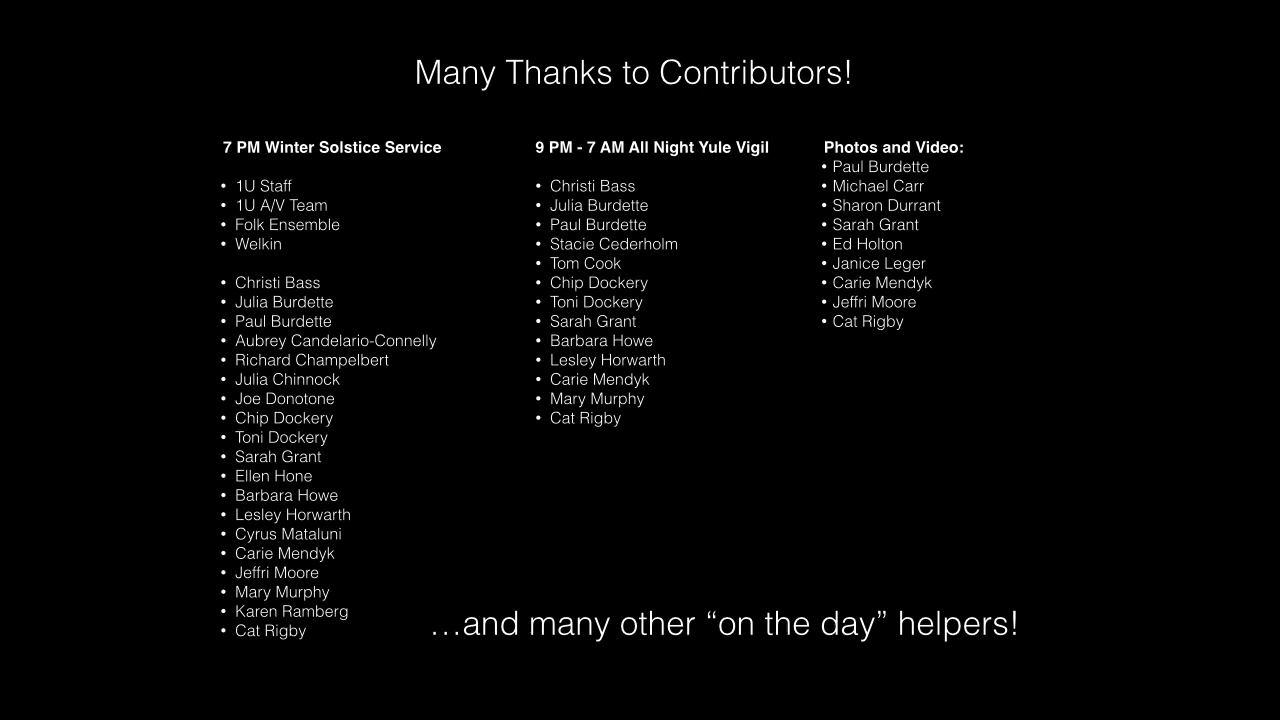 Many Thanks to Contributors!
7 PM Winter Solstice Service
• 1U Staff
• 1U A/V Team
• Folk Ensemble
• Welkin
• Christi Bass
• Julia Burdette
• Paul Burdette
• Aubrey Candelario-Connelly
• Richard Champelbert
• Julia Chinnock
• Joe Donotone
• Chip Dockery
• Toni Dockery
• Sarah Grant
• Ellen Hone
• Barbara Howe
• Lesley Horwarth
• Cyrus Mataluni
• Carie Mendyk
• Jeffri Moore
• Mary Murphy
• Karen Ramberg
• Cat Rigby
9 PM - 7 AM All Night Yule Vigil
• Christi Bass
• Julia Burdette
• Paul Burdette
• Stacie Cederholm
• Tom Cook
• Chip Dockery
• Toni Dockery
• Sarah Grant
• Barbara Howe
• Lesley Horwarth
• Carie Mendyk
• Mary Murphy
• Cat Rigby
Photos and Video:
• Paul Burdette
• Michael Carr
• Sharon Durrant
• Sarah Grant
• Ed Holton
• Janice Leger
• Carie Mendyk
• Jeffri Moore
• Cat Rigby
…and many other “on the day” helpers!